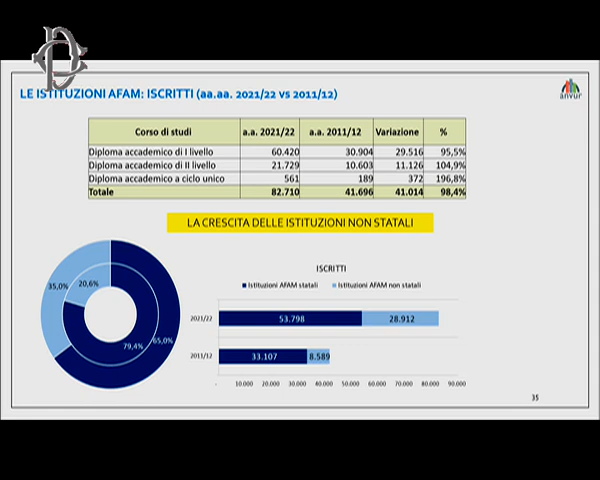 LE ISTITUZIONI AFAM: ISCRITTI (aa.aa. 2021/22 vs 2011/12)
anvur
Corso di studi a.a. 2021/22 a.a. 2011/12 Variazione %
Diploma accademico di I livello 60.420 30.904 29.516 95,5%
Diploma accademico di II livello 21.729 10.603 11.126 104,9%
Diploma accademico a ciclo unico 561 189 372 196,8%
Totale 82.710 41.696 41.014 98,4%
LA CRESCITA DELLE ISTITUZIONI NON STATALI
35,0% 20,6%
79,4% 65,0%
ISCRITTI
Istituzioni AFAM statali Istituzioni AFAM non statali
2021/22 53.798 28.912
2011/12 33.107 8.589
- 10.000 20.000 30.000 40.000 50.000 60.000 70.000 80.000 90.000
35